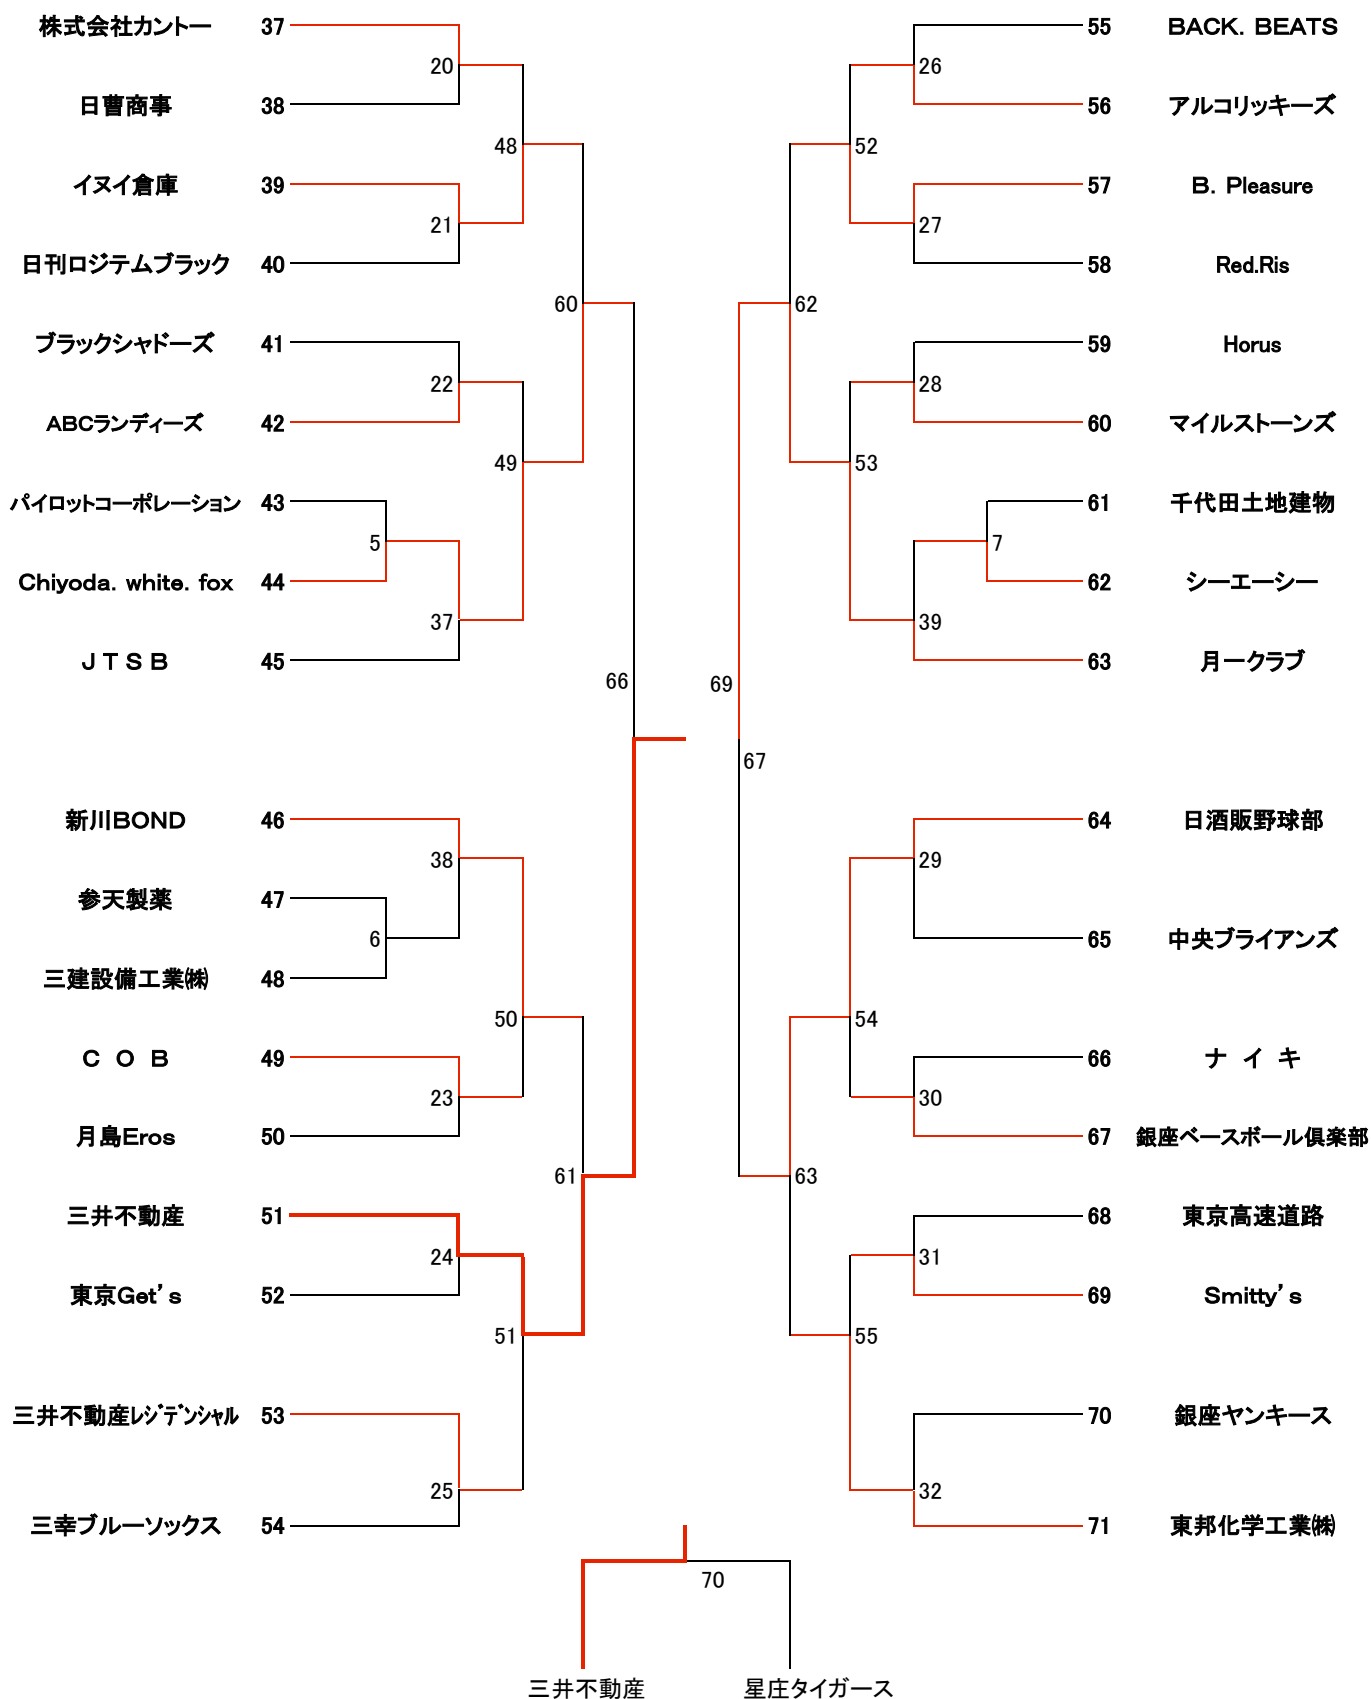 株式会社カントー 37
20
日曹商事 38
48
イヌイ倉庫 39
21
日刊ロジテムブラック 40
60
ブラックシャドーズ 41
22
ABCランディーズ 42
49
パイロットコーポレーション 43
5
Chiyoda. white. fox 44
37
JTSB 45
66
新川BOND 46
38
参天製薬 47
6
三建設備工業㈱ 48
50
C O B 49
23
月島Eros 50
61
三井不動産 51
24
東京Get's 52
51
三井不動産ﾚｼﾞﾃﾞﾝｼｬﾙ 53
25
三幸ブルーソックス 54
55 BACK. BEATS
26
56 アルコリッキーズ
52
57 B. Pleasure
27
58 Red.Ris
62
59 Horus
28
60 マイルストーンズ
53
61 千代田土地建物
7
62 シーエーシー
39
63 月一クラブ
69
67
64 日酒販野球部
29
65 中央ブライアンズ
54
66 ナ イ キ
30
67 銀座ベースボール倶楽部
63
68 東京高速道路
31
69 Smitty's
55
70 銀座ヤンキース
32
71 東邦化学工業㈱
70
三井不動産 星庄タイガース